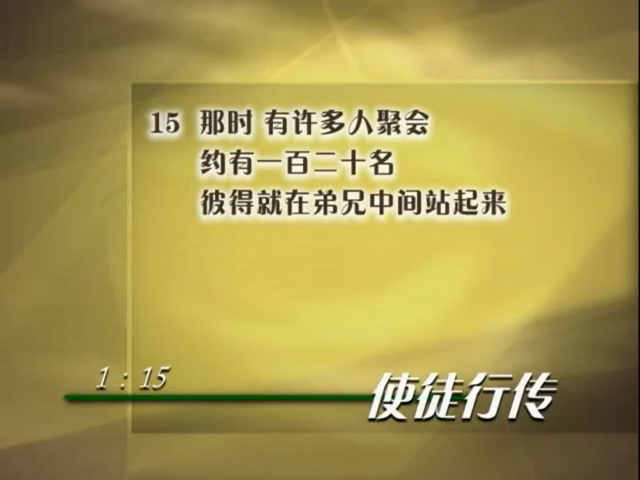 15 那时 有许多人聚会
约有一百二十名
彼得就在弟兄中间站起来
1：15
使徒行传